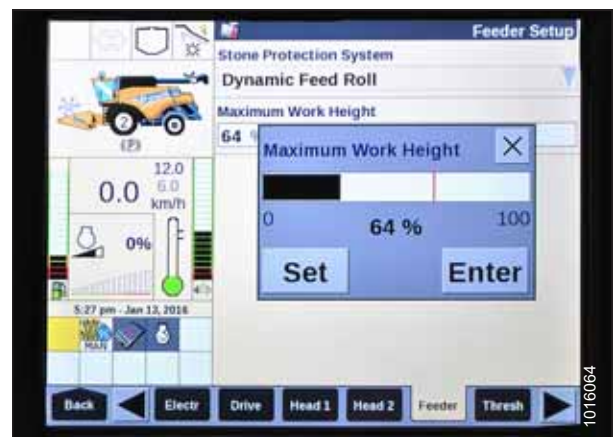 Feeder Setup
Stone Protection System
Dynamic Feed Roll
Maximum Work Height
64 %
Maximum Work Height
0
64 %
100
Set
Enter
2
(P)
0.0
12.0
6.0
km/h
0%
5:27 pm - Jan 13, 2016
MAN
Back
Electr
Drive
Head 1
Head 2
Feeder
Thresh
1016064